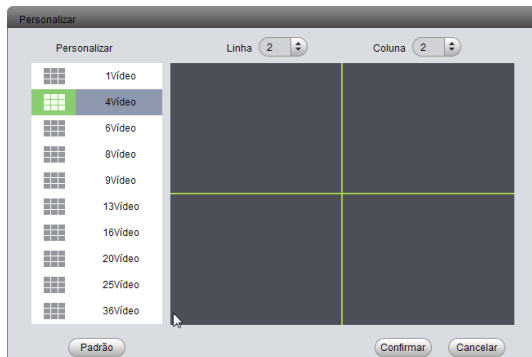 Personalizar
Personalizar Linha 2 Coluna 2
1Vídeo
4Vídeo
6Vídeo
8Vídeo
9Vídeo
13Vídeo
16Vídeo
20Vídeo
25Vídeo
36Vídeo
Padrão Confirmar Cancelar